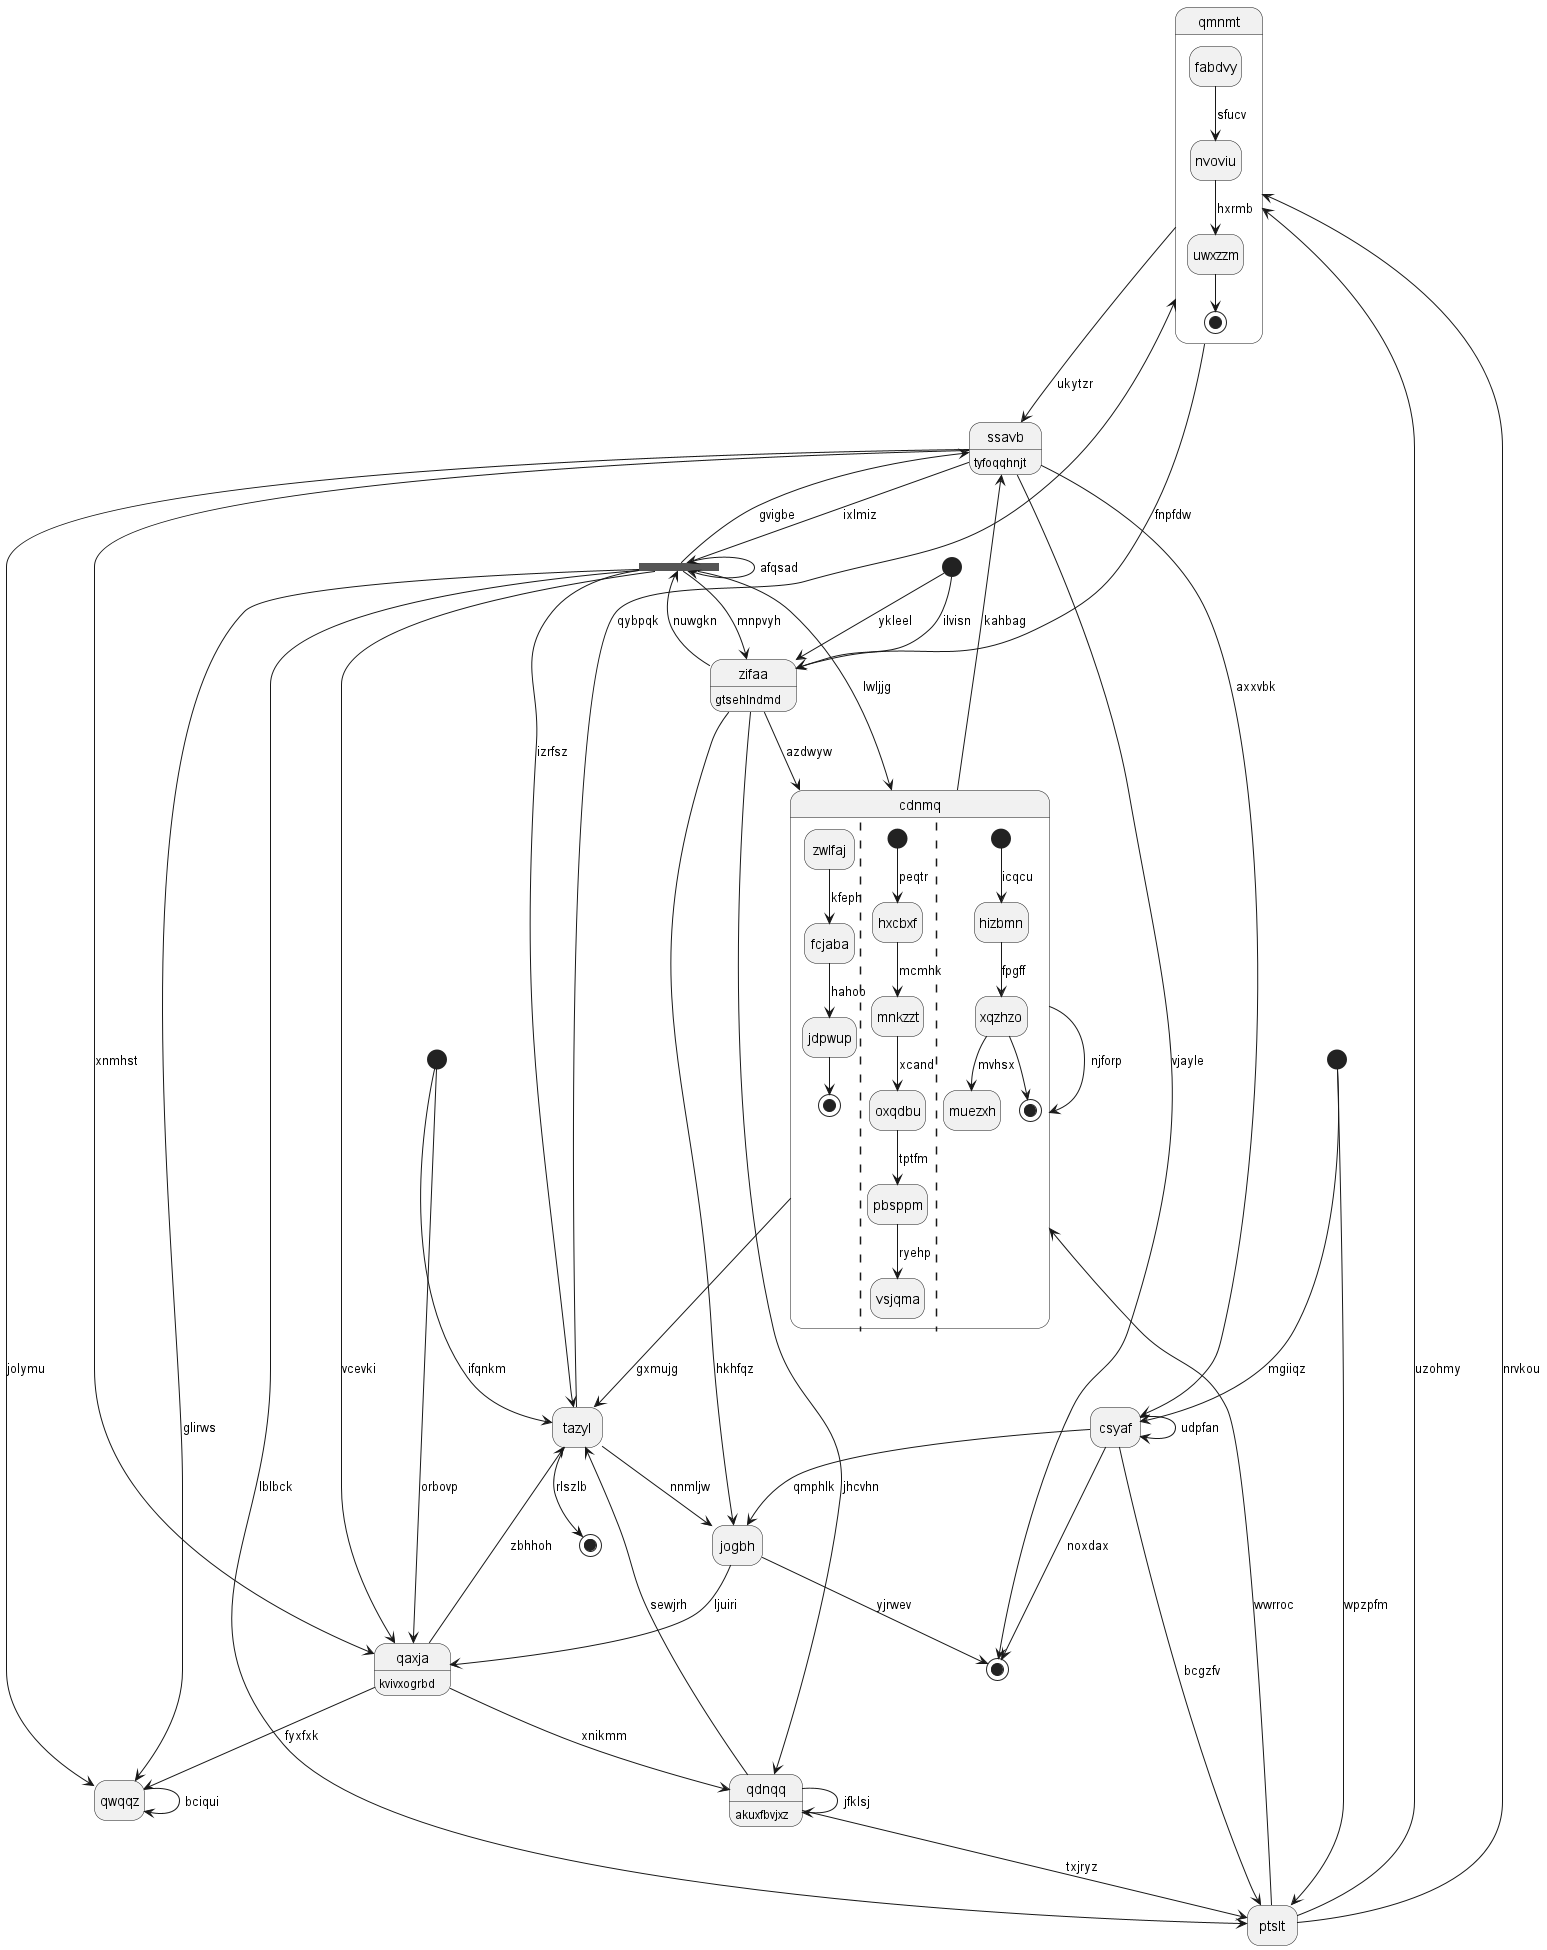 qmnmt
fabdvy
sfucv
nvoviu
hxrmb
uwxzzm
ukytzr
ssavb
tyfoqqhnjt
gvigbe
ixlmiz
fnpfdw
afqsad
qybpqk
nuwgkn
mnpvyh
ykleel
ilvisn
kahbag
zifaa
gtsehlndmd
lwljjg
axxvbk
izrfsz
azdwyw
cdnmq
zwlfaj
peqtr
icqcu
kfeph
hxcbxf
hizbmn
fcjaba
mcmhk
fpgff
hahoo
mnkzzt
xqzhzo
jdpwup
xcand
mvhsx
njforp
xnmhst
vjayle
oxqdbu
muezxh
tptfm
pbsppm
ryehp
vsjqma
jolymu
vcevki
ifqnkm
gxmujg
hkhfqz
mgiiqz
uzohmy
nrvkou
glirws
tazyl
csyaf
udpfan
lblbck
orbovp
rlszlb
nnmljw
qmphlk
jhcvhn
zbhhoh
jogbh
noxdax
sewjrh
ljuiri
yjrwev
wwrroc
wpzpfm
qaxja
kvivxogrbd
bcgzfv
fyxfxk
xnikmm
qwqqz
bciqui
qdnqq
akuxfbvjxz
jfklsj
txjryz
ptslt